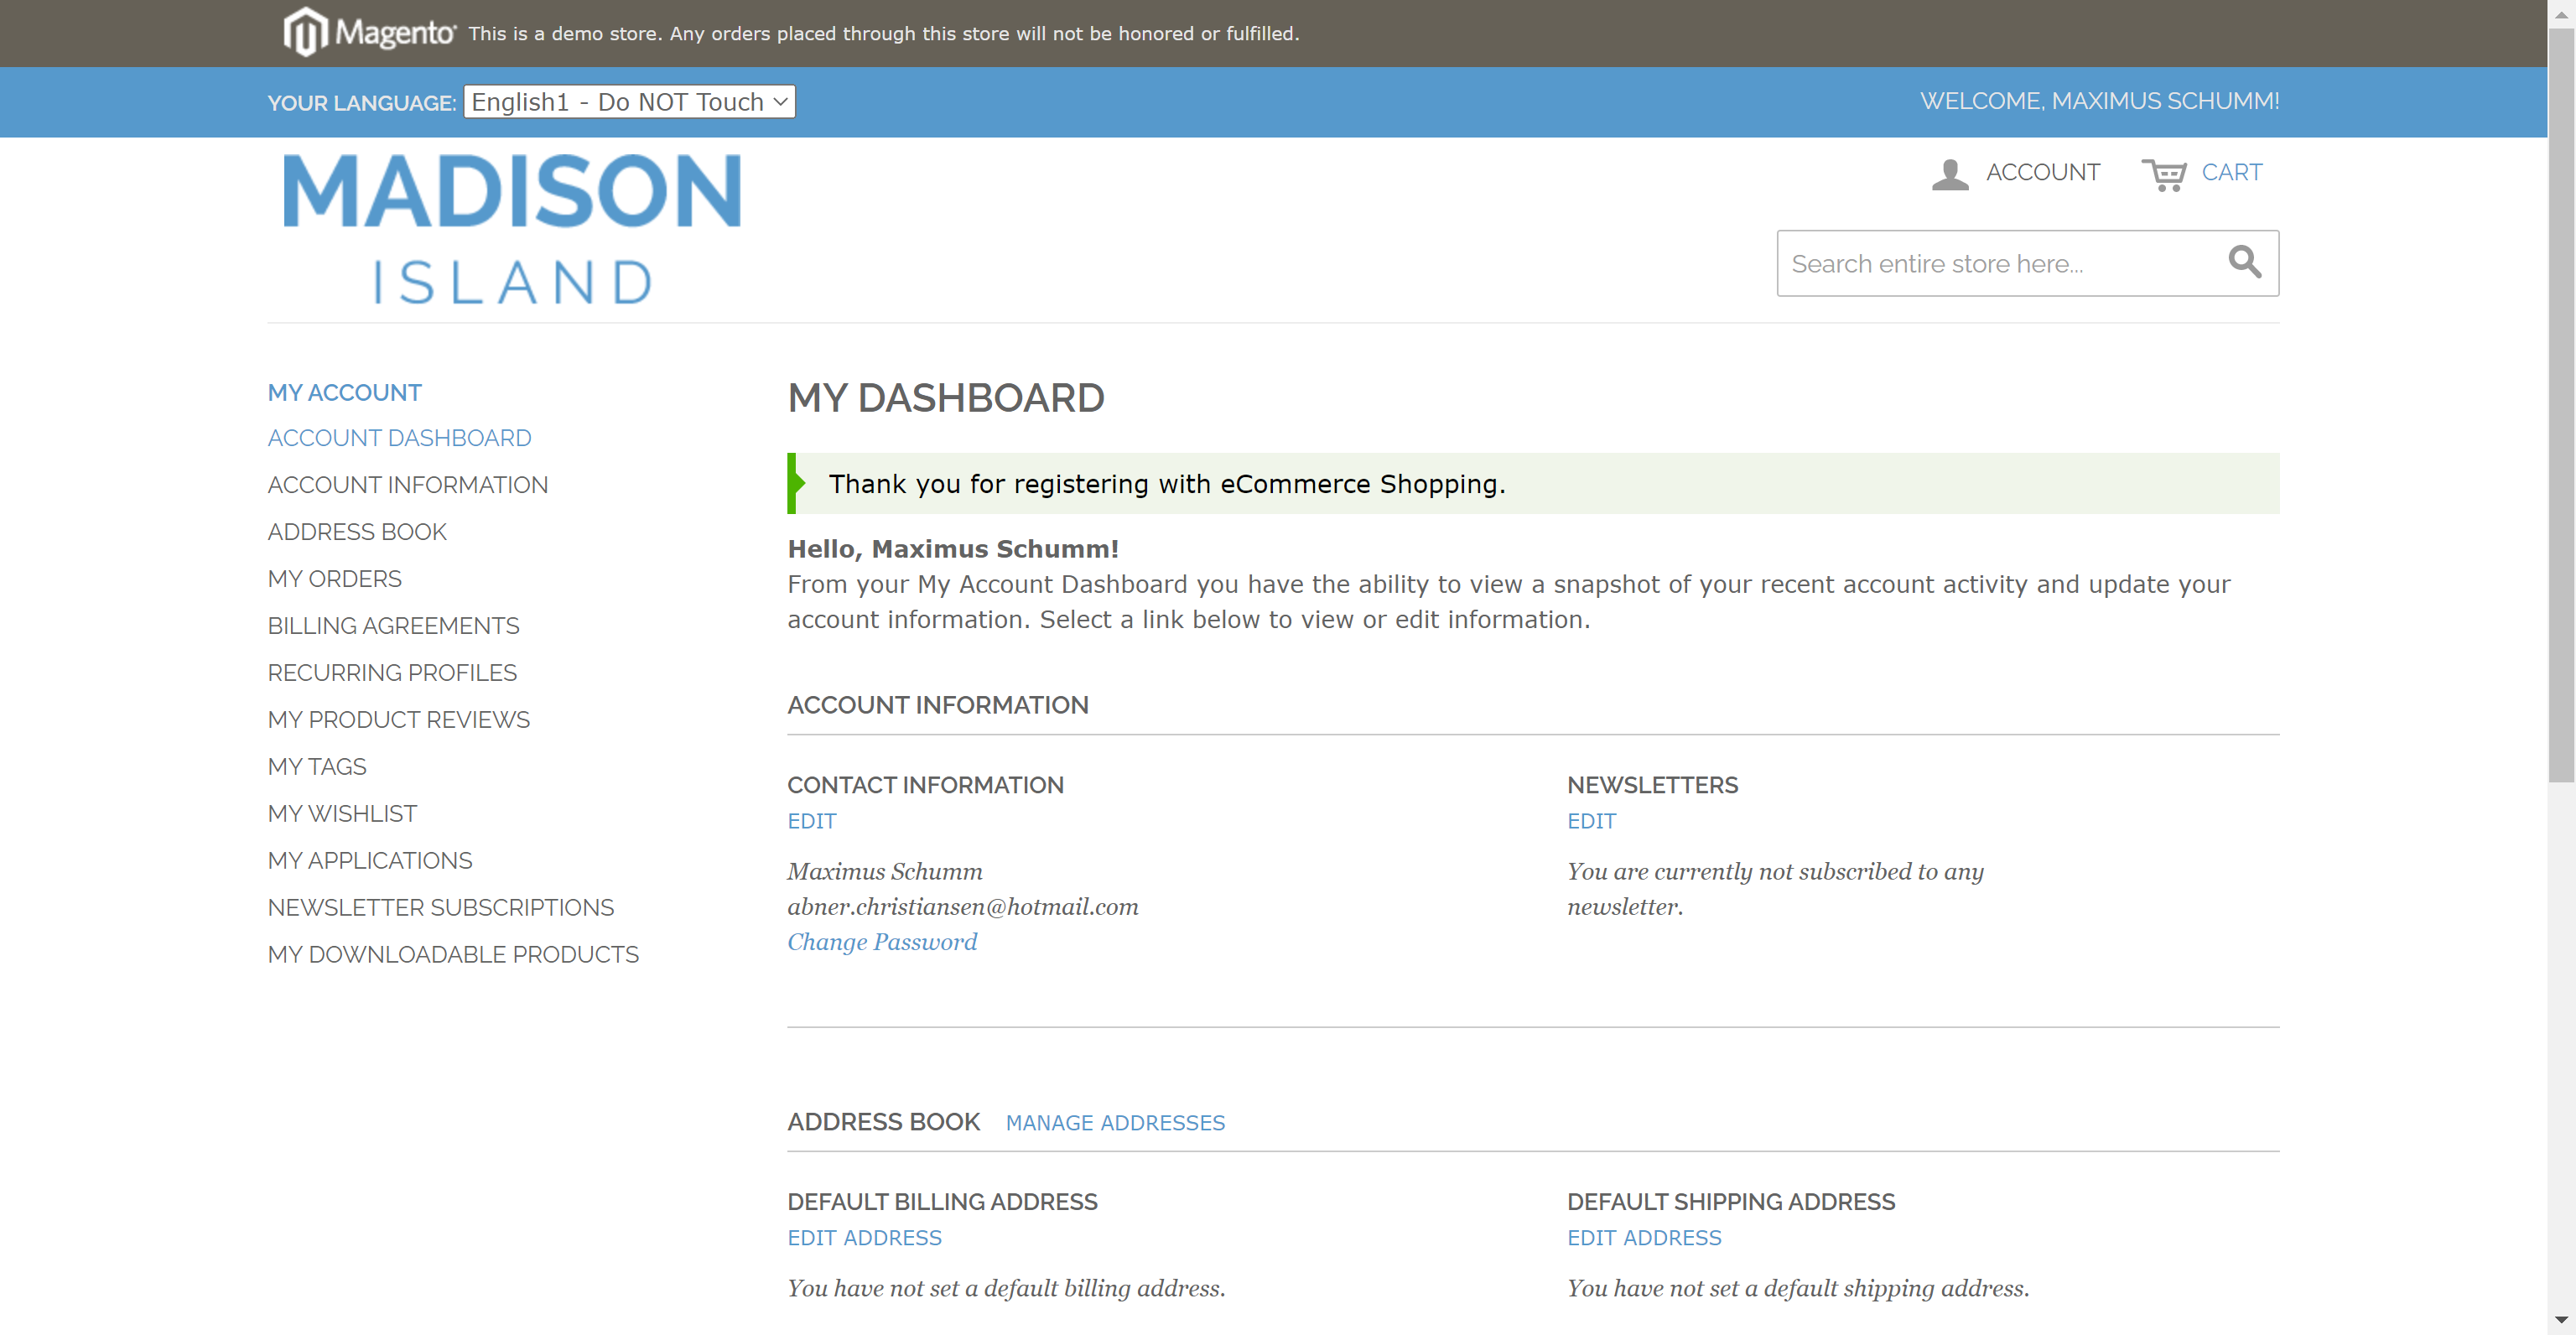 Magento This is a demo store. Any orders placed through this store will not be honored or fulfilled.
YOUR LANGUAGE: English1 - Do NOT Touch
WELCOME, MAXIMUS SCHUMM!
MADISON
ISLAND
ACCOUNT
CART
Search entire store here...
MY ACCOUNT
ACCOUNT DASHBOARD
ACCOUNT INFORMATION
ADDRESS BOOK
MY ORDERS
BILLING AGREEMENTS
RECURRING PROFILES
MY PRODUCT REVIEWS
MY TAGS
MY WISHLIST
MY APPLICATIONS
NEWSLETTER SUBSCRIPTIONS
MY DOWNLOADABLE PRODUCTS
MY DASHBOARD
Thank you for registering with eCommerce Shopping.
Hello, Maximus Schumm!
From your My Account Dashboard you have the ability to view a snapshot of your recent account activity and update your
account information. Select a link below to view or edit information.
ACCOUNT INFORMATION
CONTACT INFORMATION
EDIT
Maximus Schumm
abner.christiansen@hotmail.com
Change Password
NEWSLETTERS
EDIT
You are currently not subscribed to any
newsletter.
ADDRESS BOOK MANAGE ADDRESSES
DEFAULT BILLING ADDRESS
EDIT ADDRESS
You have not set a default billing address.
DEFAULT SHIPPING ADDRESS
EDIT ADDRESS
You have not set a default shipping address.